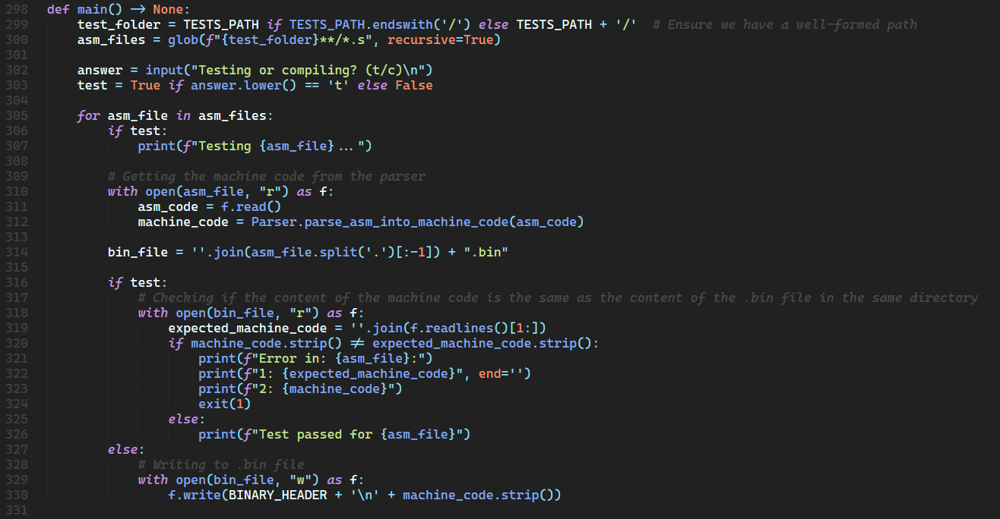 298 def main() -> None:
299     test_folder = TESTS_PATH if TESTS_PATH.endswith('/') else TESTS_PATH + '/'  # Ensure we have a well-formed path
300     asm_files = glob(f"{test_folder}**/*.s", recursive=True)
301
302     answer = input("Testing or compiling? (t/c)\n")
303     test = True if answer.lower() == 't' else False
304
305     for asm_file in asm_files:
306         if test:
307             print(f"Testing {asm_file}...")
308
309         # Getting the machine code from the parser
310         with open(asm_file, "r") as f:
311             asm_code = f.read()
312             machine_code = Parser.parse_asm_into_machine_code(asm_code)
313
314         bin_file = ''.join(asm_file.split('.')[:-1]) + ".bin"
315
316         if test:
317             # Checking if the content of the machine code is the same as the content of the .bin file in the same directory
318             with open(bin_file, "r") as f:
319                 expected_machine_code = ''.join(f.readlines()[1:])
320                 if machine_code.strip() != expected_machine_code.strip():
321                     print(f"Error in: {asm_file}:")
322                     print(f"1: {expected_machine_code}", end='')
323                     print(f"2: {machine_code}")
324                     exit(1)
325                 else:
326                     print(f"Test passed for {asm_file}")
327         else:
328             # Writing to .bin file
329             with open(bin_file, "w") as f:
330                 f.write(BINARY_HEADER + '\n' + machine_code.strip())
331